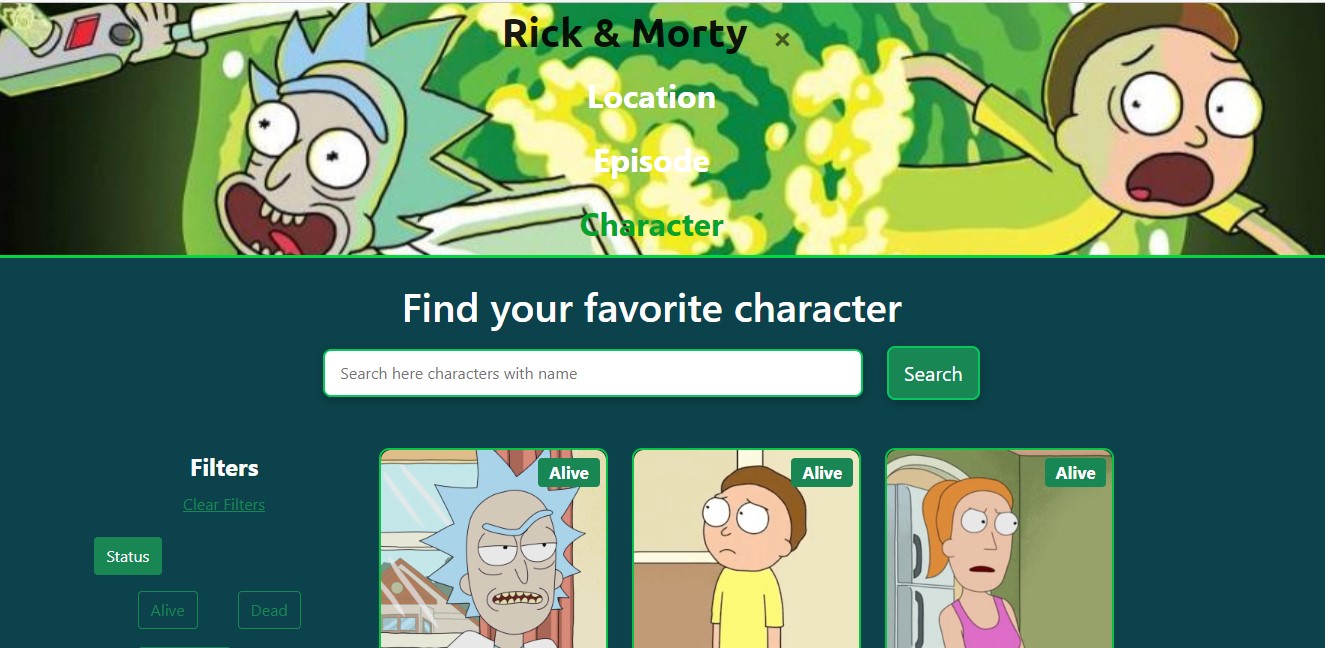 Rick & Morty ×
Location
Episode
Character
Find your favorite character
Search here characters with name
Search
Filters
Clear Filters
Status
Alive Dead
Alive
Alive
Alive